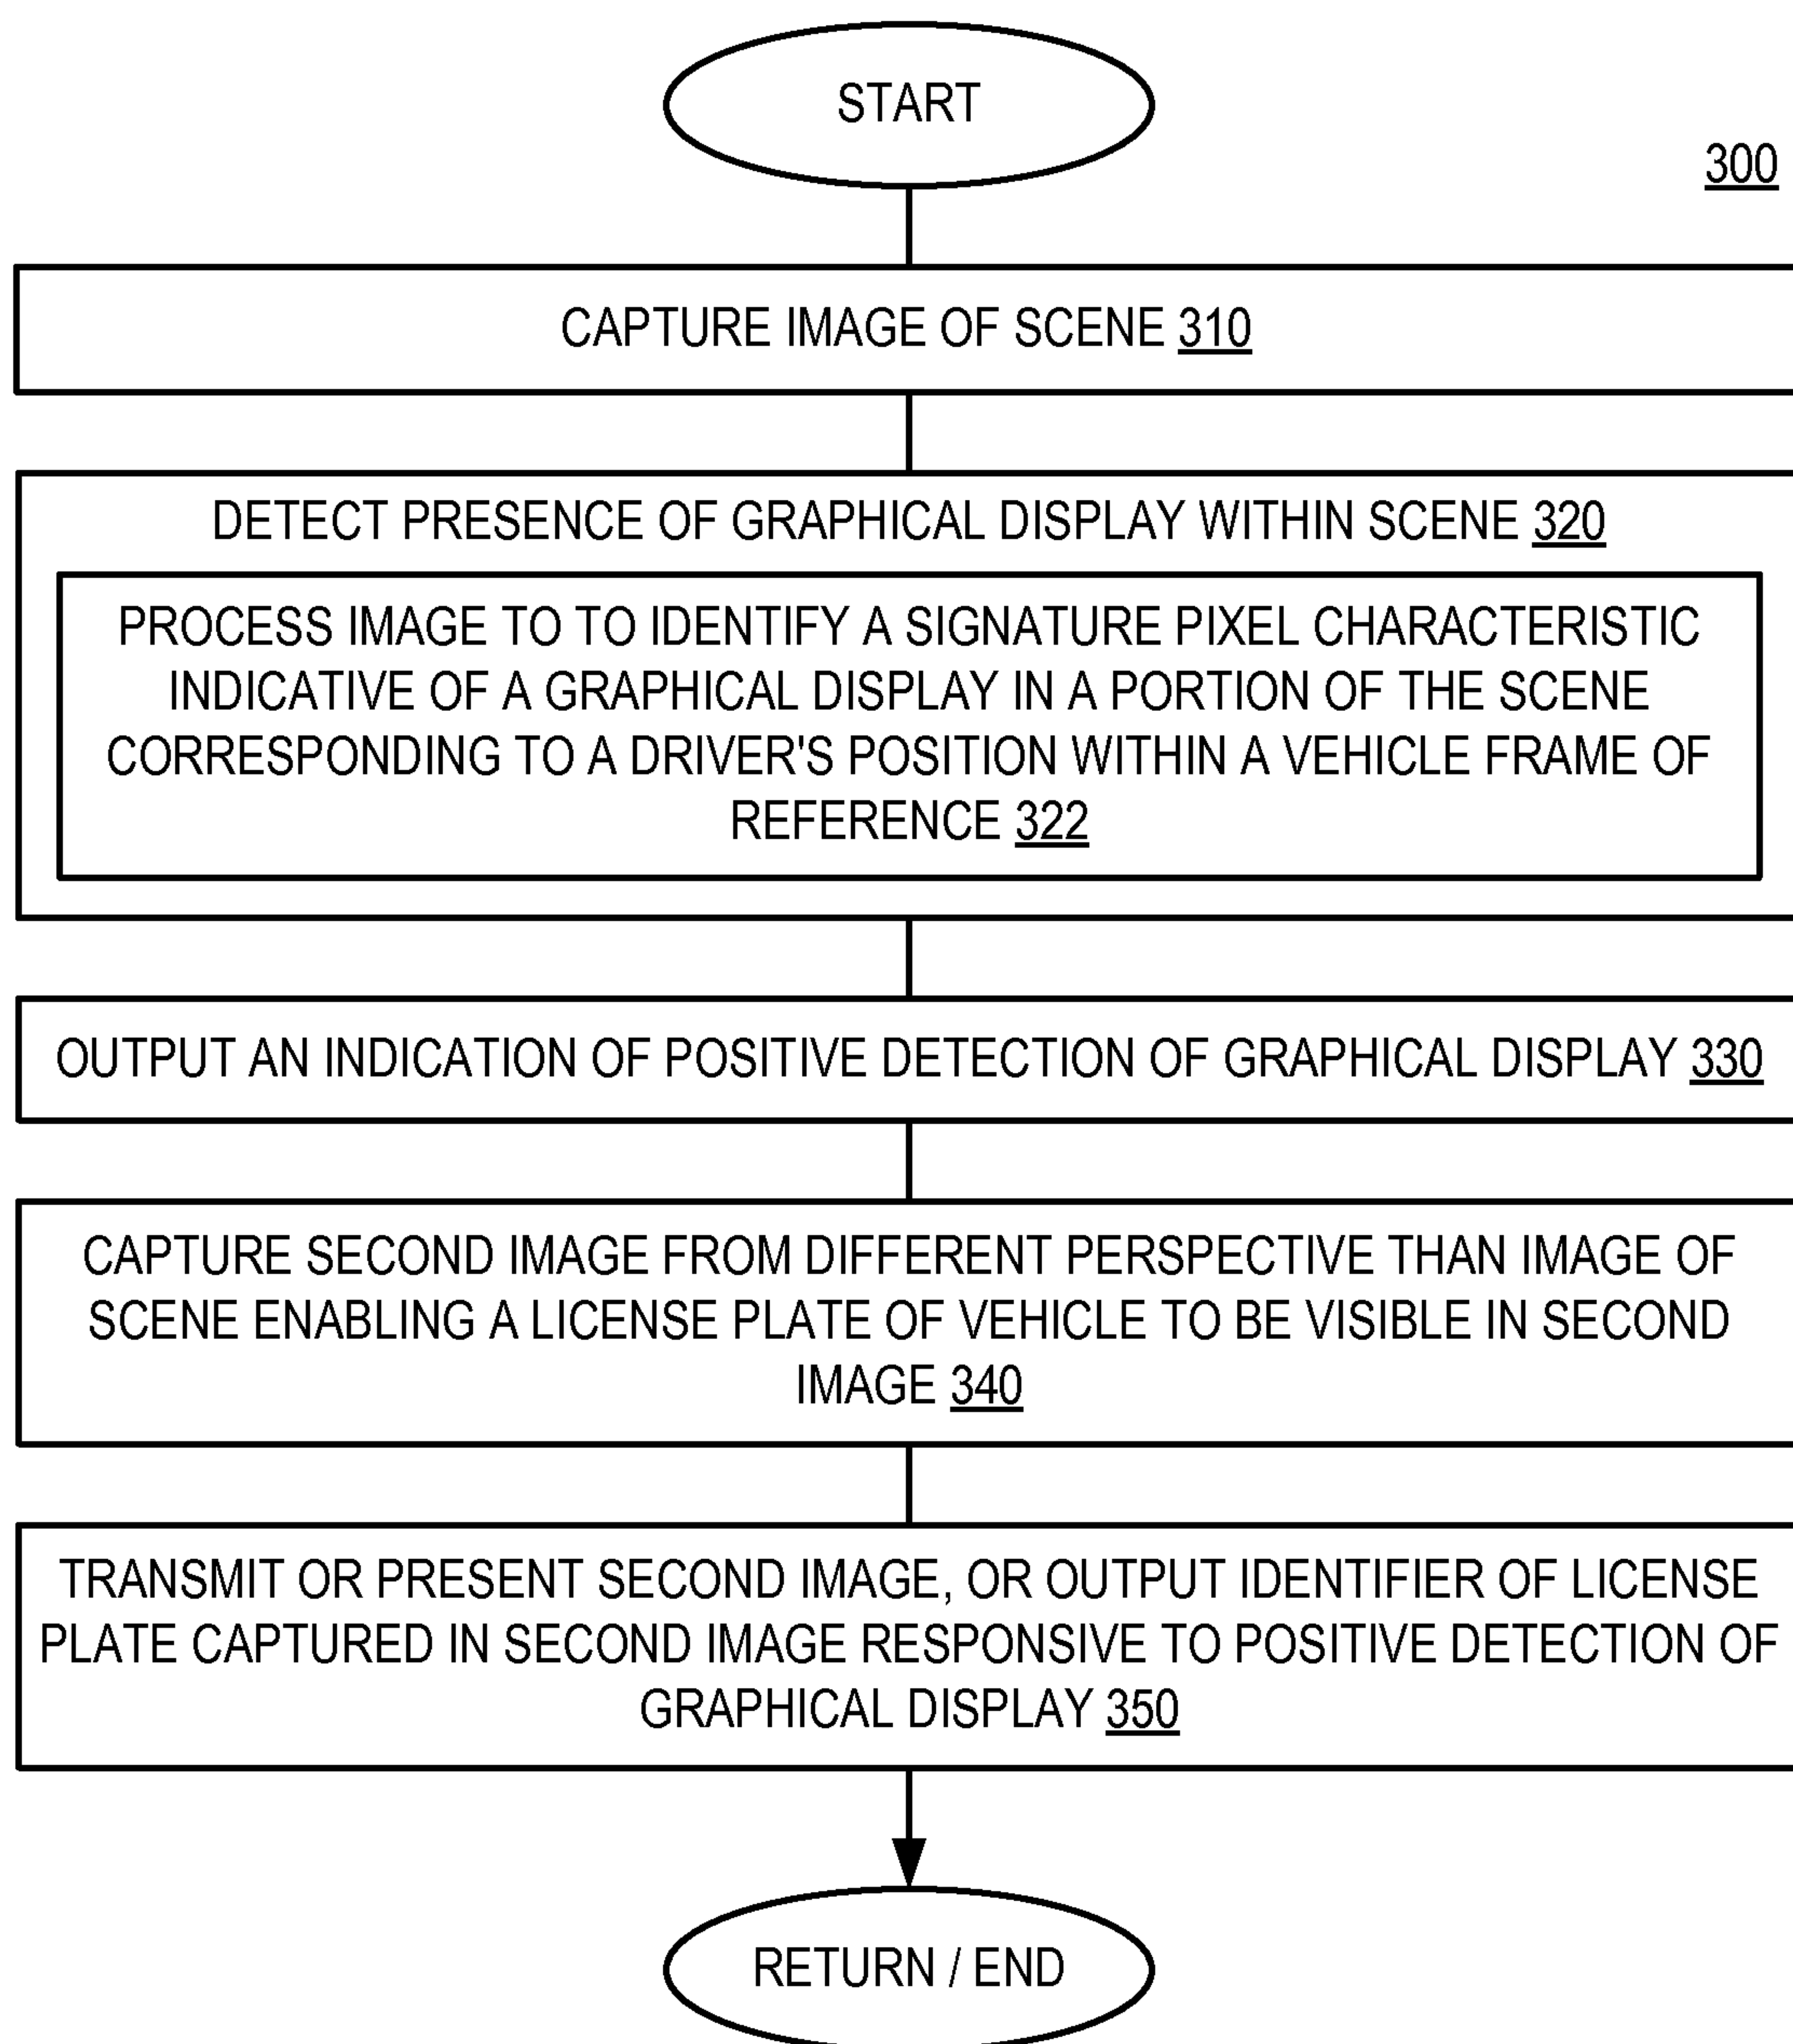 START
300
CAPTURE IMAGE OF SCENE 310
DETECT PRESENCE OF GRAPHICAL DISPLAY WITHIN SCENE 320
PROCESS IMAGE TO TO IDENTIFY A SIGNATURE PIXEL CHARACTERISTIC
INDICATIVE OF A GRAPHICAL DISPLAY IN A PORTION OF THE SCENE
CORRESPONDING TO A DRIVER'S POSITION WITHIN A VEHICLE FRAME OF
REFERENCE 322
OUTPUT AN INDICATION OF POSITIVE DETECTION OF GRAPHICAL DISPLAY 330
CAPTURE SECOND IMAGE FROM DIFFERENT PERSPECTIVE THAN IMAGE OF
SCENE ENABLING A LICENSE PLATE OF VEHICLE TO BE VISIBLE IN SECOND
IMAGE 340
TRANSMIT OR PRESENT SECOND IMAGE, OR OUTPUT IDENTIFIER OF LICENSE
PLATE CAPTURED IN SECOND IMAGE RESPONSIVE TO POSITIVE DETECTION OF
GRAPHICAL DISPLAY 350
RETURN / END